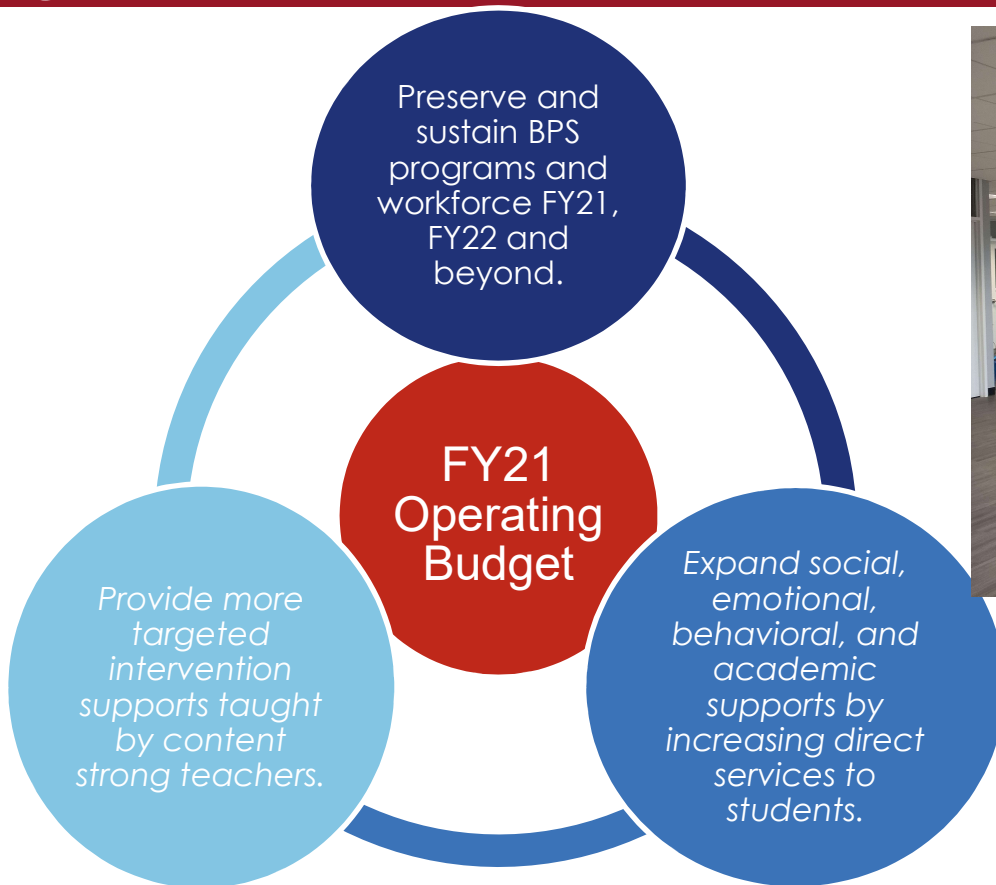 Preserve and
sustain BPS
programs and
workforce FY21,
FY22 and
beyond.
FY21
Operating
Budget
Provide more
targeted
intervention
supports taught
by content
strong teachers.
Expand social,
emotional,
behavioral, and
academic
supports by
increasing direct
services to
students.